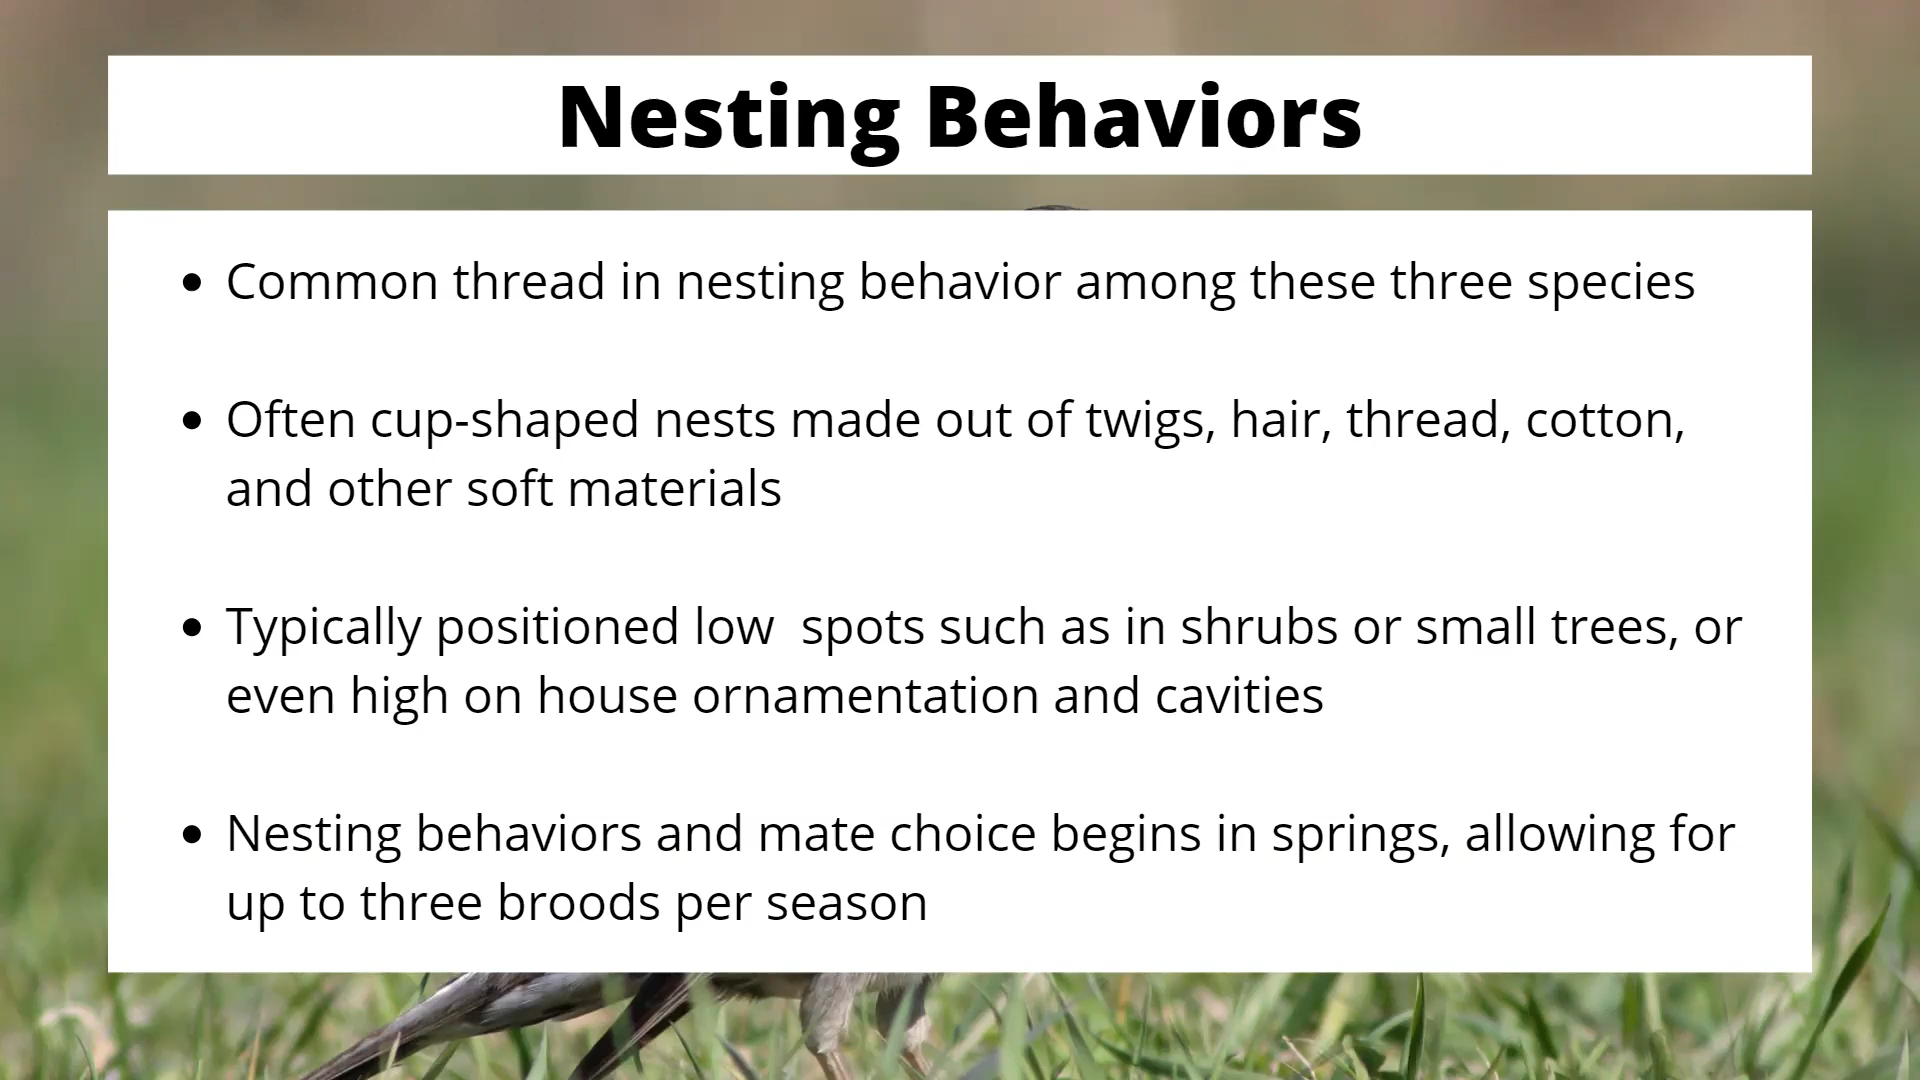 Nesting Behaviors
• Common thread in nesting behavior among these three species
• Often cup-shaped nests made out of twigs, hair, thread, cotton,
and other soft materials
• Typically positioned low  spots such as in shrubs or small trees, or
even high on house ornamentation and cavities
• Nesting behaviors and mate choice begins in springs, allowing for
up to three broods per season